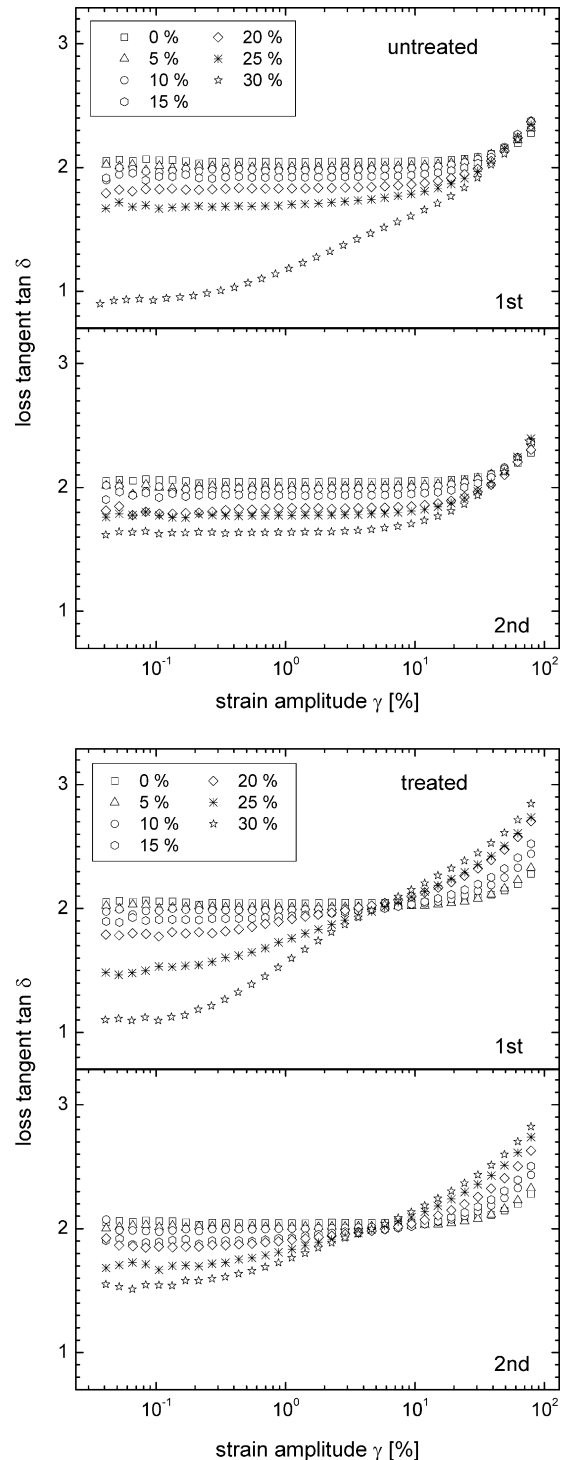 3
0 %
20 %
5 %
25 %
10 %
30 %
15 %
untreated
2
1
1st
3
2
1
2nd
loss tangent tan δ
10⁻¹ 10⁰ 10¹ 10²
strain amplitude γ [%]
3
0 %
20 %
5 %
25 %
10 %
30 %
15 %
treated
2
1
1st
3
2
1
2nd
loss tangent tan δ
10⁻¹ 10⁰ 10¹ 10²
strain amplitude γ [%]